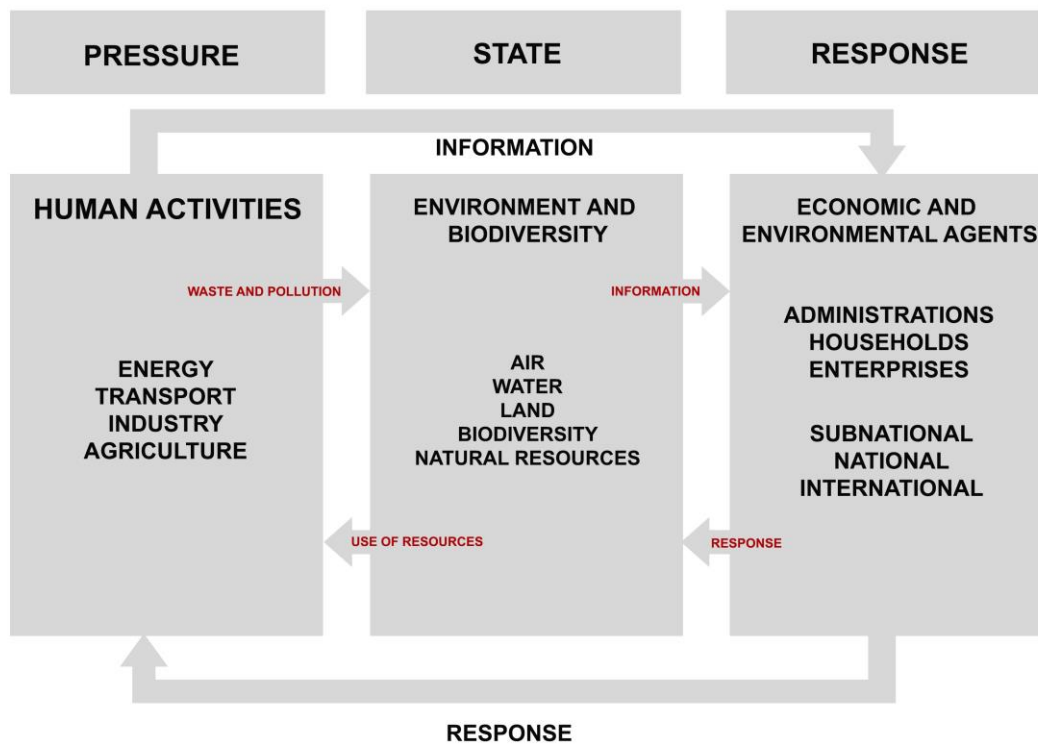 PRESSURE
STATE
RESPONSE
INFORMATION
HUMAN ACTIVITIES
WASTE AND POLLUTION
ENERGY
TRANSPORT
INDUSTRY
AGRICULTURE
USE OF RESOURCES
ENVIRONMENT AND
BIODIVERSITY
INFORMATION
AIR
WATER
LAND
BIODIVERSITY
NATURAL RESOURCES
RESPONSE
ECONOMIC AND
ENVIRONMENTAL AGENTS
ADMINISTRATIONS
HOUSEHOLDS
ENTERPRISES
SUBNATIONAL
NATIONAL
INTERNATIONAL
RESPONSE